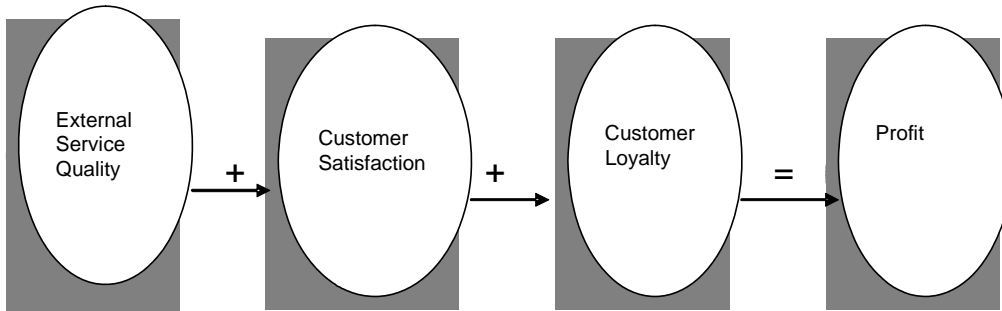 External
Service
Quality
+
Customer
Satisfaction
+
Customer
Loyalty
=
Profit